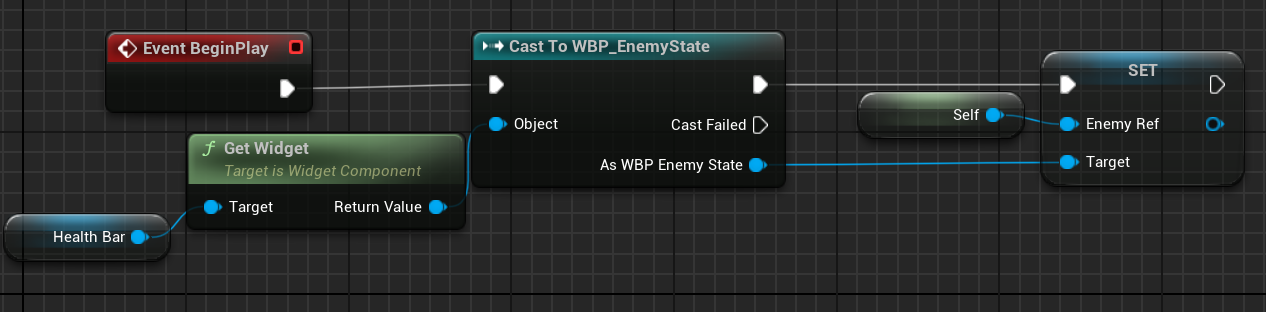 Event BeginPlay
Cast To WBP_EnemyState
SET
Object
Cast Failed
Self
Enemy Ref
Get Widget
Target is Widget Component
As WBP Enemy State
Target
Target
Return Value
Health Bar